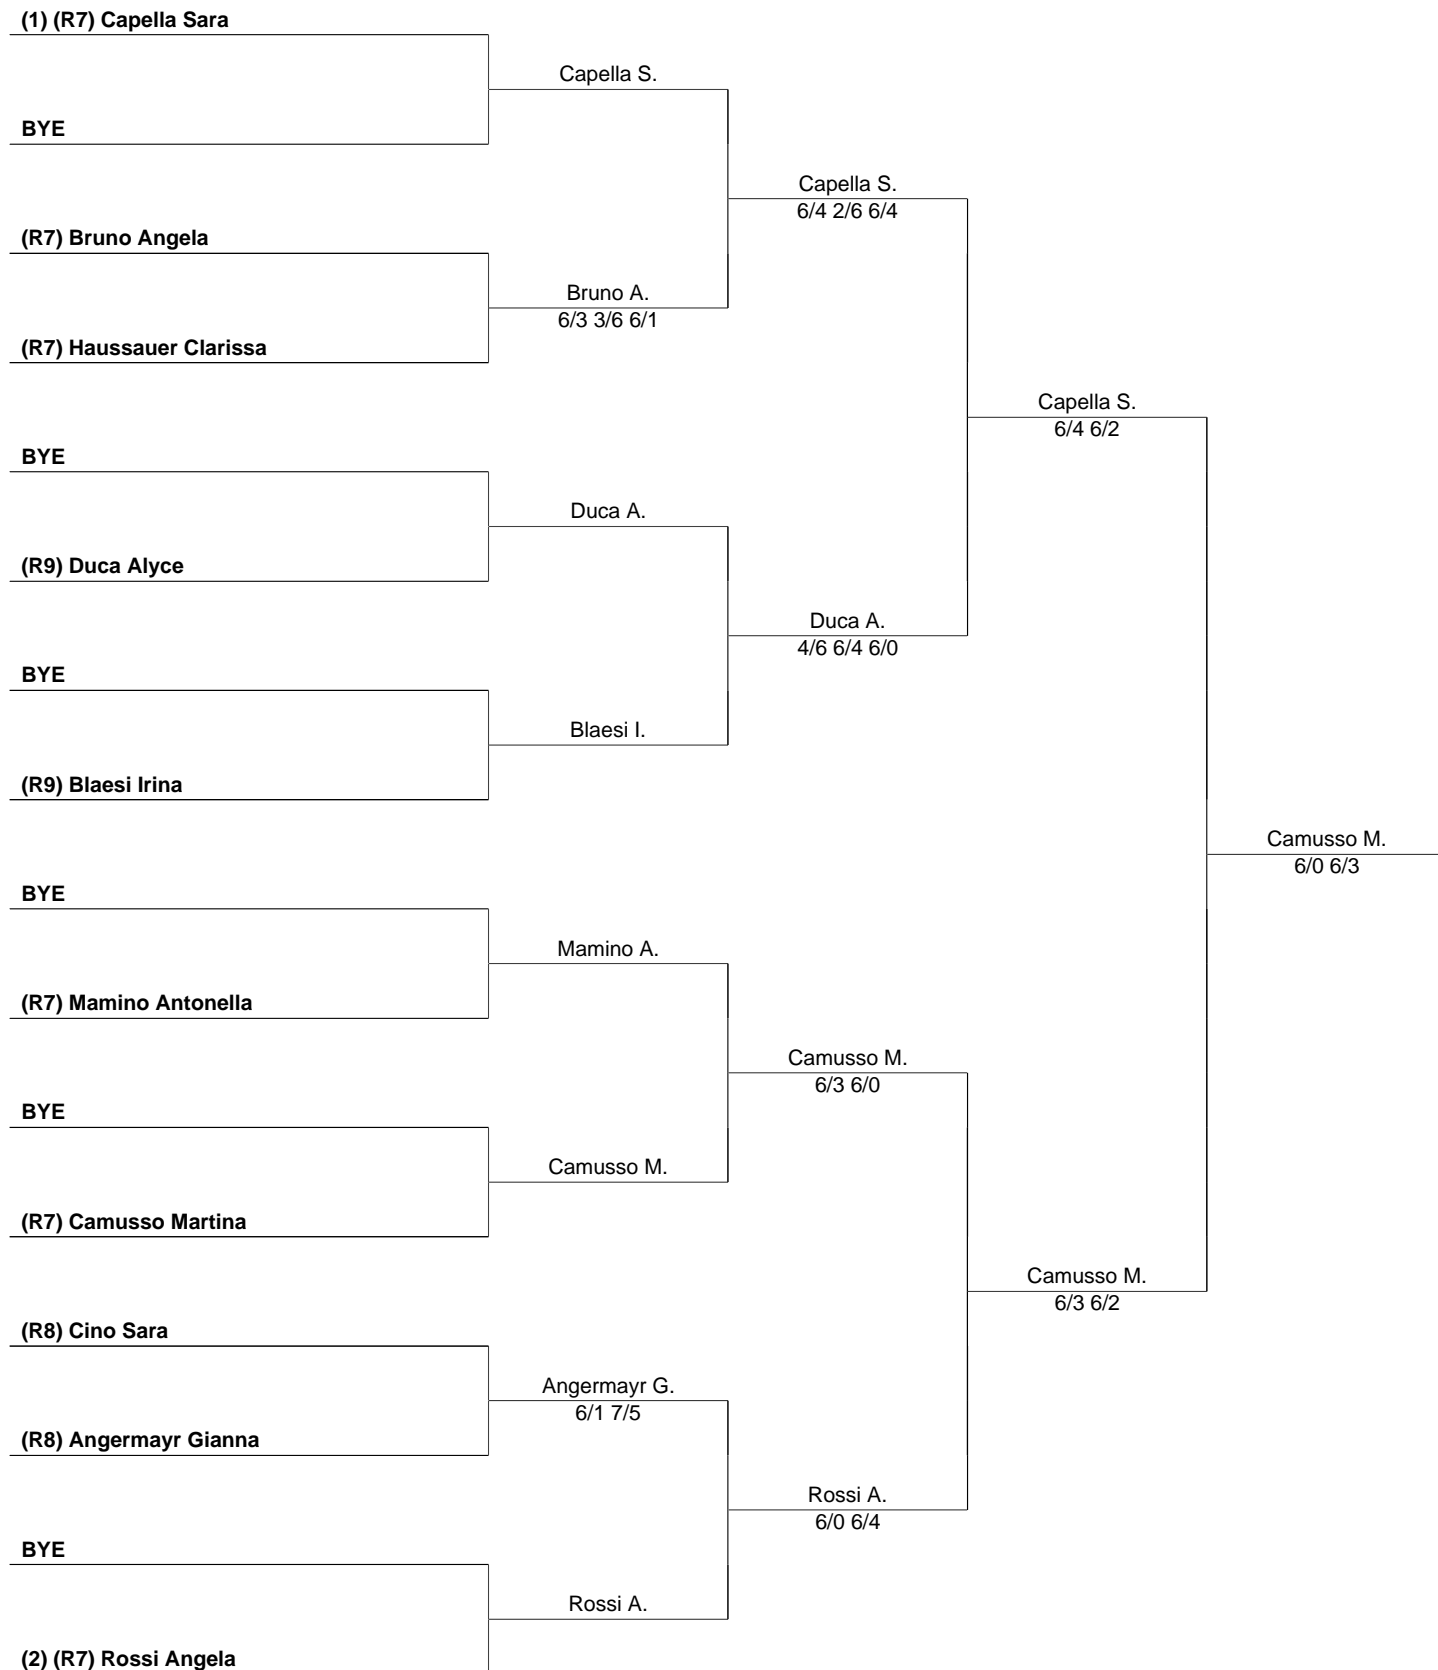 (1) (R7) Capella Sara
Capella S.
BYE
Capella S.
6/4 2/6 6/4
(R7) Bruno Angela
Bruno A.
6/3 3/6 6/1
(R7) Haussauer Clarissa
Capella S.
6/4 6/2
BYE
Duca A.
(R9) Duca Alyce
Duca A.
4/6 6/4 6/0
BYE
Blaesi I.
(R9) Blaesi Irina
Camusso M.
6/0 6/3
BYE
Mamino A.
(R7) Mamino Antonella
Camusso M.
6/3 6/0
BYE
Camusso M.
(R7) Camusso Martina
Camusso M.
6/3 6/2
(R8) Cino Sara
Angermayr G.
6/1 7/5
(R8) Angermayr Gianna
Rossi A.
6/0 6/4
BYE
Rossi A.
(2) (R7) Rossi Angela